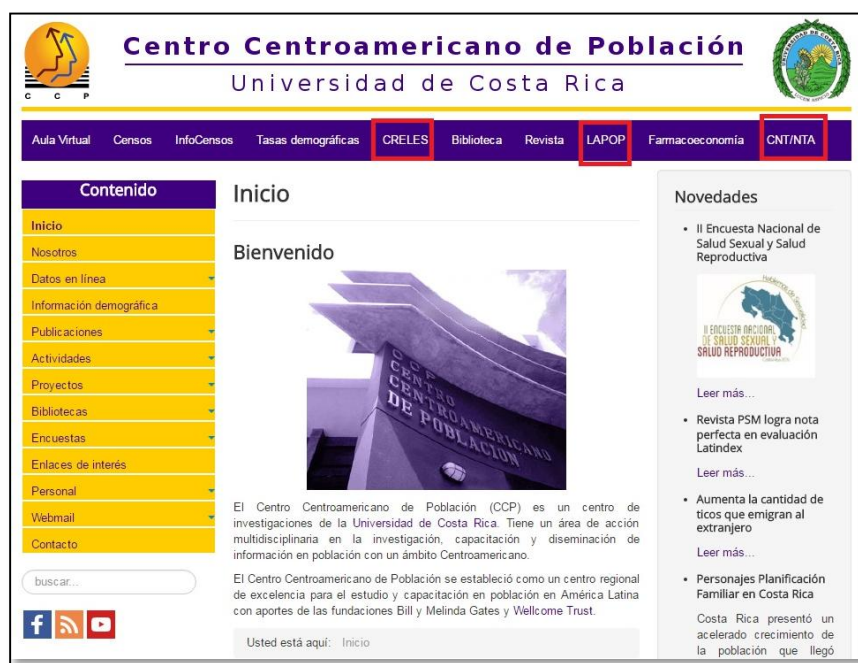 Centro Centroamericano de Población
Universidad de Costa Rica
C C P
Aula Virtual Censos InfoCensos Tasas demográficas CRELES Biblioteca Revista LAPOP Farmacoeconomía CNT/NTA
Contenido
Inicio
Nosotros
Datos en línea
Información demográfica
Publicaciones
Actividades
Proyectos
Bibliotecas
Encuestas
Enlaces de interés
Personal
Webmail
Contacto
buscar...
Inicio
Bienvenido
CCP
CENTRO
CENTROAMERICANO
DE POBLACION
El Centro Centroamericano de Población (CCP) es un centro de
investigaciones de la Universidad de Costa Rica. Tiene un área de acción
multidisciplinaria en la investigación, capacitación y diseminación de
información en población con un ámbito Centroamericano.
El Centro Centroamericano de Población se estableció como un centro regional
de excelencia para el estudio y capacitación en población en América Latina
con aportes de las fundaciones Bill y Melinda Gates y Wellcome Trust.
Usted está aquí: Inicio
Novedades
II Encuesta Nacional de
Salud Sexual y Salud
Reproductiva
II ENCUESTA NACIONAL
DE SALUD SEXUAL Y
SALUD REPRODUCTIVA
Leer más...
Revista PSM logra nota
perfecta en evaluación
Latindex
Leer más...
Aumenta la cantidad de
ticos que emigran al
extranjero
Leer más...
Personajes Planificación
Familiar en Costa Rica
Costa Rica presentó un
acelerado crecimiento de
la población que llegó